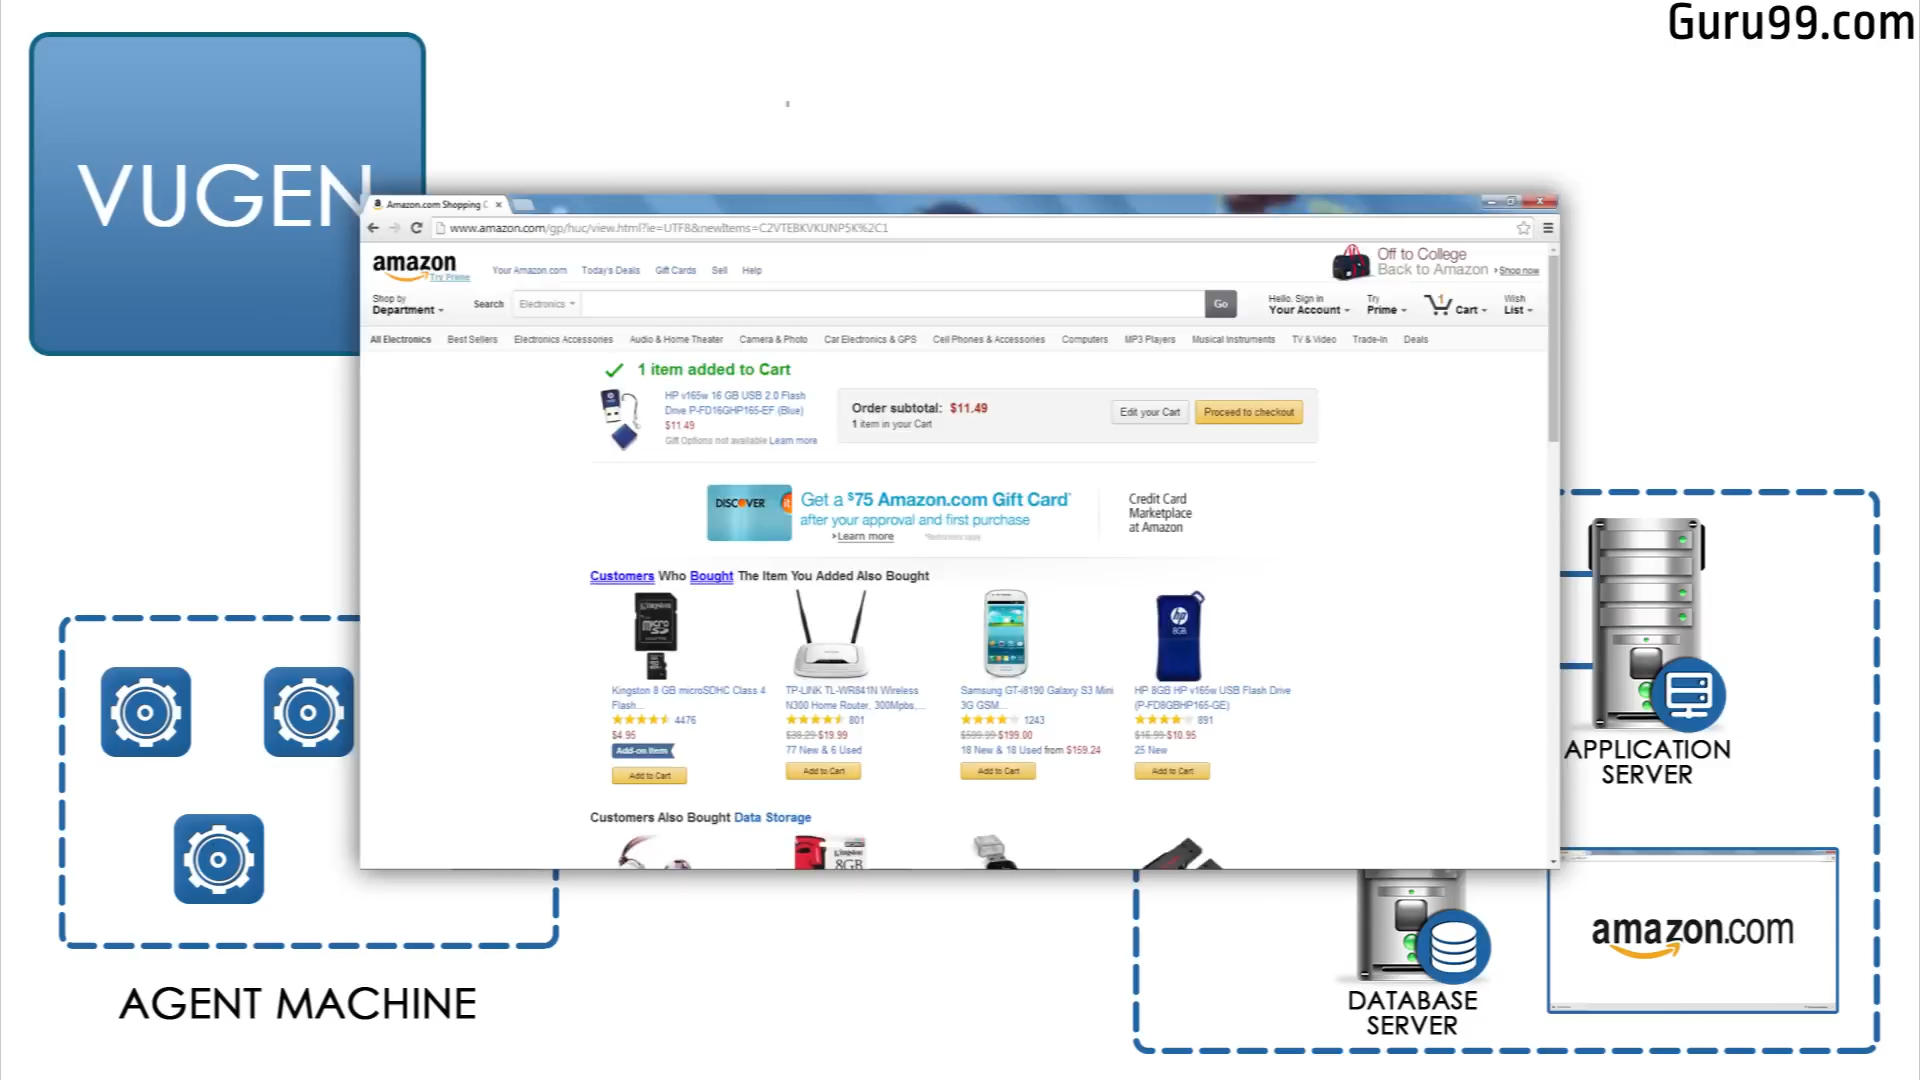 Guru99.com
VUGEN
Amazon.com Shopping C
www.amazon.com/gp/huc/view.html?ie=UTF8&newItems=C2VTEBKVKUNP5K%2C1
amazon
Try Prime
Your Amazon.com Today's Deals Gift Cards Sell Help
Off to College
Back to Amazon Shop now
Shop by
Department
Search Electronics Go
Hello. Sign in
Your Account
Try
Prime
1
Cart
Wish
List
All Electronics Best Sellers Electronics Accessories Audio & Home Theater Camera & Photo Car Electronics & GPS Cell Phones & Accessories Computers MP3 Players Musical Instruments TV & Video Trade-In Deals
1 item added to Cart
HP v165w 16 GB USB 2.0 Flash
Drive P-FD16GHP165-EF (Blue)
$11.49
Gift Options not available Learn more
Order subtotal: $11.49
1 item in your Cart
Edit your Cart Proceed to checkout
DISCOVER it
Get a $75 Amazon.com Gift Card*
after your approval and first purchase
Learn more *Restrictions apply
Credit Card
Marketplace
at Amazon
Customers Who Bought The Item You Added Also Bought
Kingston
micro
SD
hp
8GB
Kingston 8 GB microSDHC Class 4
Flash...
4476
$4.95
Add-on Item
Add to Cart
TP-LINK TL-WR841N Wireless
N300 Home Router, 300Mpbs,...
801
$38.29 $19.99
77 New & 6 Used
Add to Cart
Samsung GT-i8190 Galaxy S3 Mini
3G GSM...
1243
$599.99 $199.00
18 New & 18 Used from $159.24
Add to Cart
HP 8GB HP v165w USB Flash Drive
(P-FD8GBHP165-GE)
891
$16.99 $10.95
25 New
Add to Cart
Customers Also Bought Data Storage
Kingston
8GB
APPLICATION
SERVER
AGENT MACHINE
DATABASE
SERVER
amazon.com